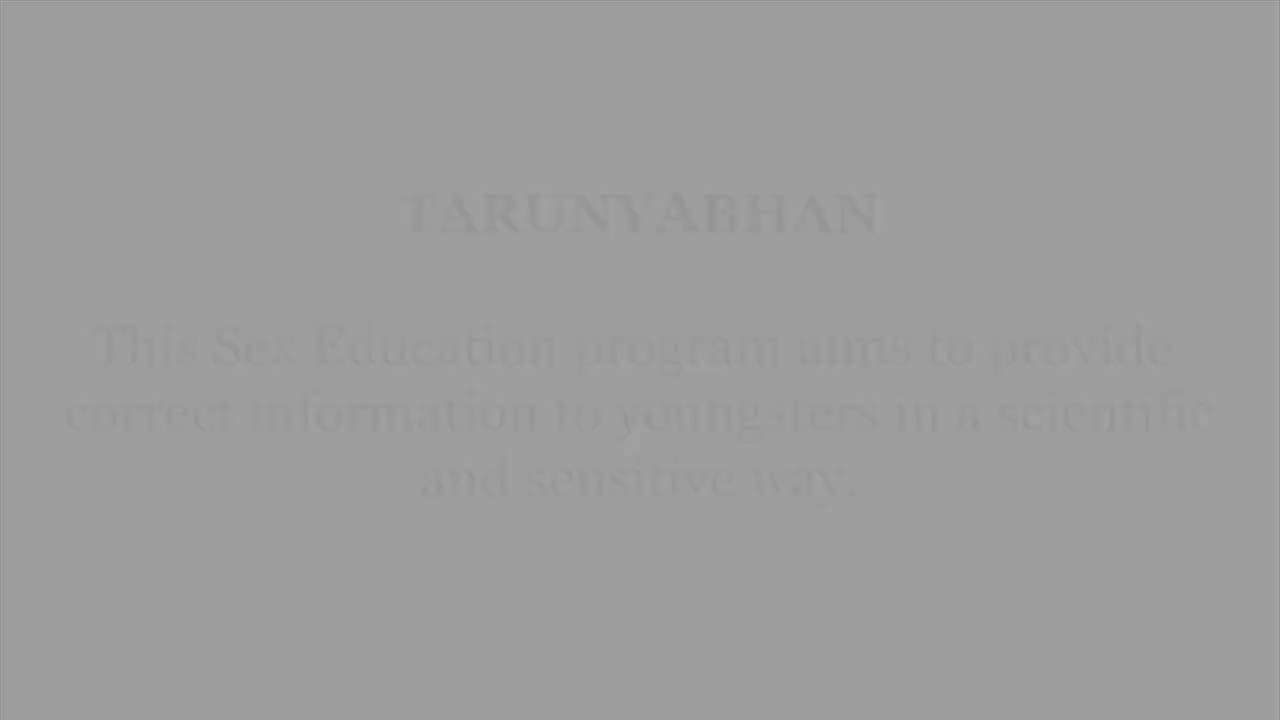 TARUNYABHAN
This Sex Education program aims to provide
correct information to youngsters in a scientific
and sensitive way.